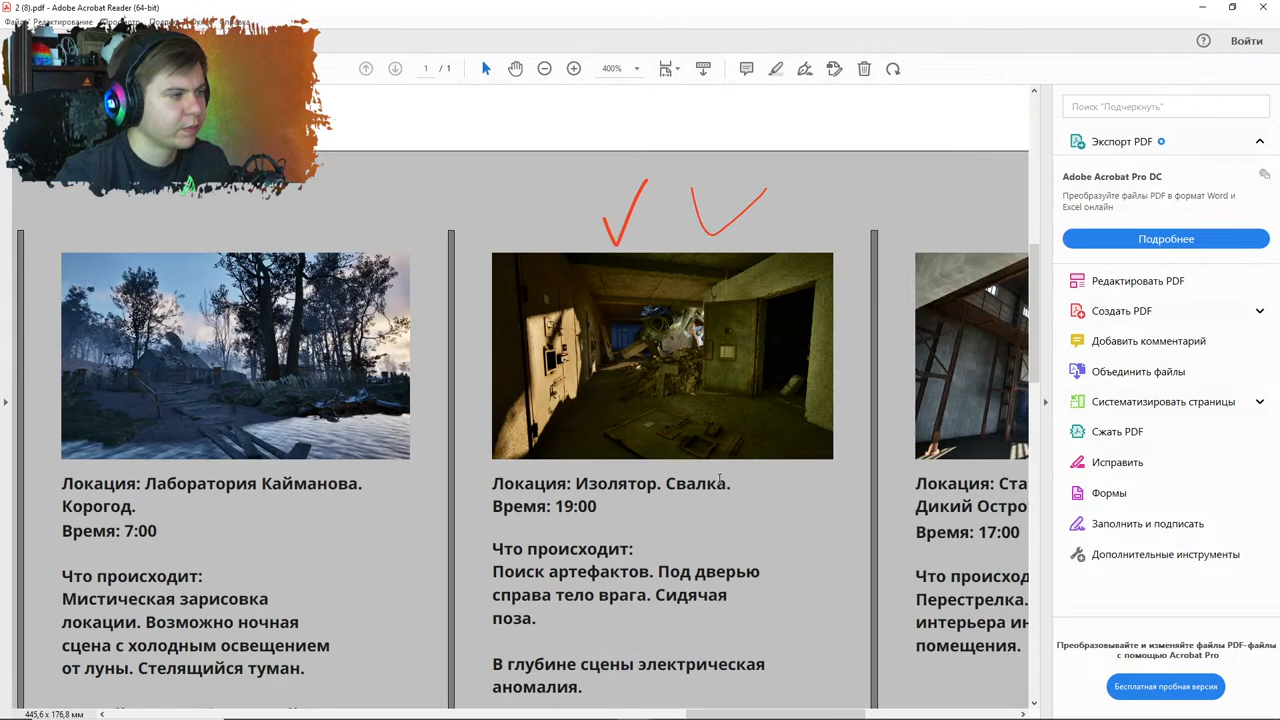 2 (8).pdf - Adobe Acrobat Reader (64-bit)
Файл Редактирование Просмотр
Справка
Войти
1 / 1
400%
Поиск "Подчеркнуть"
Экспорт PDF
Adobe Acrobat Pro DC
Преобразуйте файлы PDF в формат Word и
Excel онлайн
Подробнее
Редактировать PDF
Создать PDF
Добавить комментарий
Объединить файлы
Систематизировать страницы
Сжать PDF
Исправить
Формы
Заполнить и подписать
Дополнительные инструменты
Преобразовывайте и изменяйте файлы PDF-файлы
с помощью Acrobat Pro
Бесплатная пробная версия
Локация: Лаборатория Кайманова.
Корогод.
Время: 7:00
Что происходит:
Мистическая зарисовка
локации. Возможно ночная
сцена с холодным освещением
от луны. Стелящийся туман.
Локация: Изолятор. Свалка.
Время: 19:00
Что происходит:
Поиск артефактов. Под дверью
справа тело врага. Сидячая
поза.
В глубине сцены электрическая
аномалия.
Локация: Ста
Дикий Остро
Время: 17:00
Что происход
Перестрелка.
интерьера ин
помещения.
445,6 x 176,8 мм